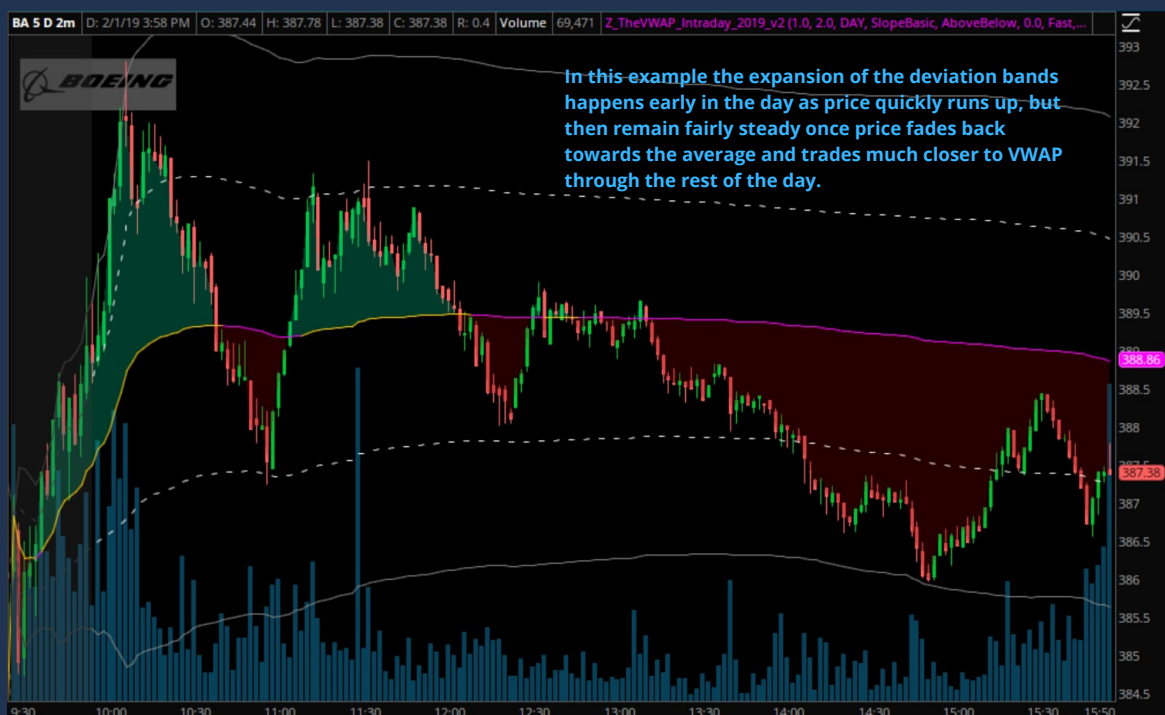 BA 5 D 2m D: 2/1/19 3:58 PM O: 387.44 H: 387.78 L: 387.38 C: 387.38 R: 0.4 Volume 69,471 Z_TheVWAP_Intraday_2019_v2 (1.0, 2.0, DAY, SlopeBasic, AboveBelow, 0.0, Fast,...
BOEING
In this example the expansion of the deviation bands
happens early in the day as price quickly runs up, but
then remain fairly steady once price fades back
towards the average and trades much closer to VWAP
through the rest of the day.
393
392.5
392
391.5
391
390.5
390
389.5
389
388.86
388.5
388
387.5
387.38
387
386.5
386
385.5
385
384.5
9:30 10:00 10:30 11:00 11:30 12:00 12:30 13:00 13:30 14:00 14:30 15:00 15:30 15:50